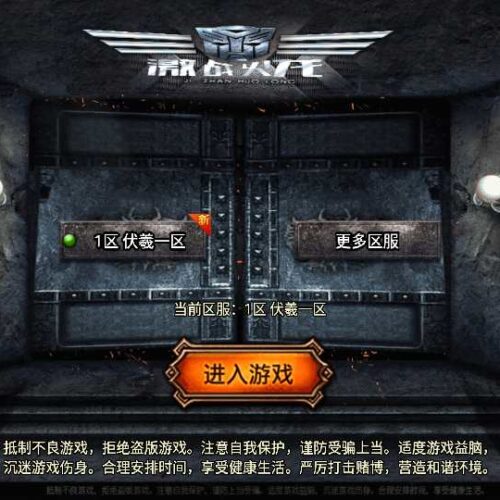 激战火龙
JI ZHAN HUO LONG
新
1区 伏羲一区
更多区服
当前区服：1区 伏羲一区
进入游戏
抵制不良游戏，拒绝盗版游戏。注意自我保护，谨防受骗上当。适度游戏益脑，
沉迷游戏伤身。合理安排时间，享受健康生活。严厉打击赌博，营造和谐环境。